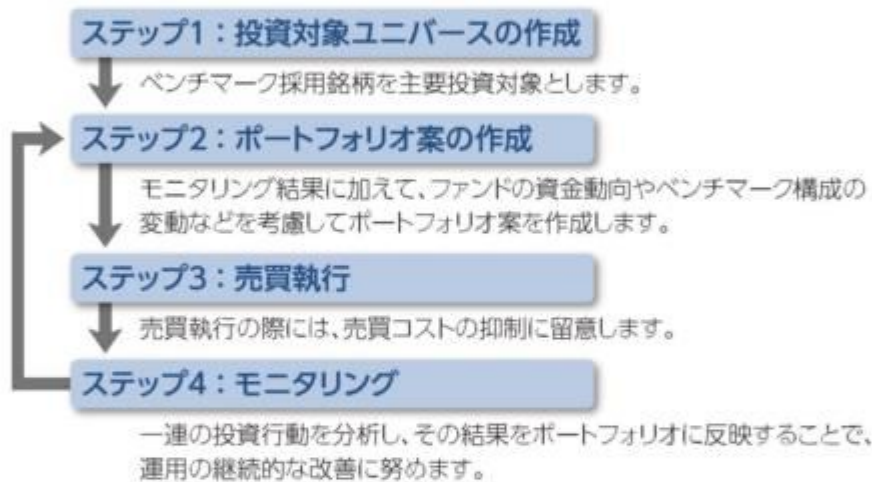 ステップ1：投資対象ユニバースの作成
ベンチマーク採用銘柄を主要投資対象とします。
ステップ2：ポートフォリオ案の作成
モニタリング結果に加えて、ファンドの資金動向やベンチマーク構成の
変動などを考慮してポートフォリオ案を作成します。
ステップ3：売買執行
売買執行の際には、売買コストの抑制に留意します。
ステップ4：モニタリング
一連の投資行動を分析し、その結果をポートフォリオに反映することで、
運用の継続的な改善に努めます。